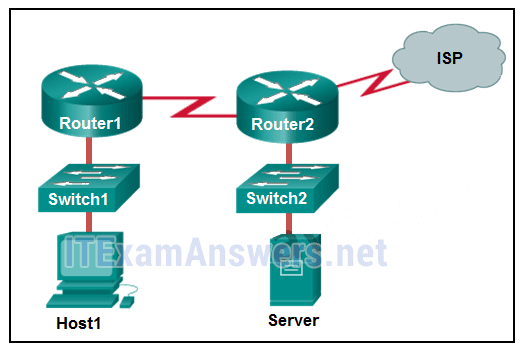 ISP
Router1
Router2
Switch1
Switch2
ITExamAnswers.net
Host1
Server